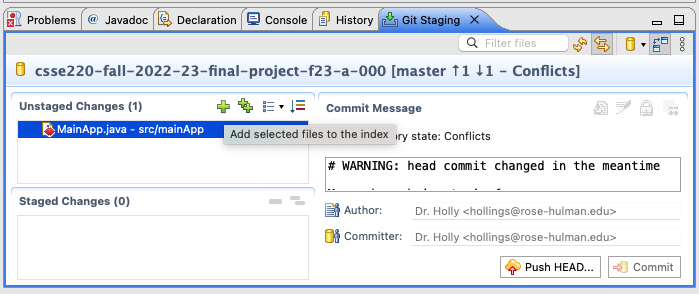 Problems Javadoc Declaration Console History Git Staging
Filter files
csse220-fall-2022-23-final-project-f23-a-000 [master ↑1 ↓1 - Conflicts]
Unstaged Changes (1)
MainApp.java - src/mainApp
Add selected files to the index
Staged Changes (0)
Commit Message
ory state: Conflicts
# WARNING: head commit changed in the meantime
Author: Dr. Holly <hollings@rose-hulman.edu>
Committer: Dr. Holly <hollings@rose-hulman.edu>
Push HEAD... Commit